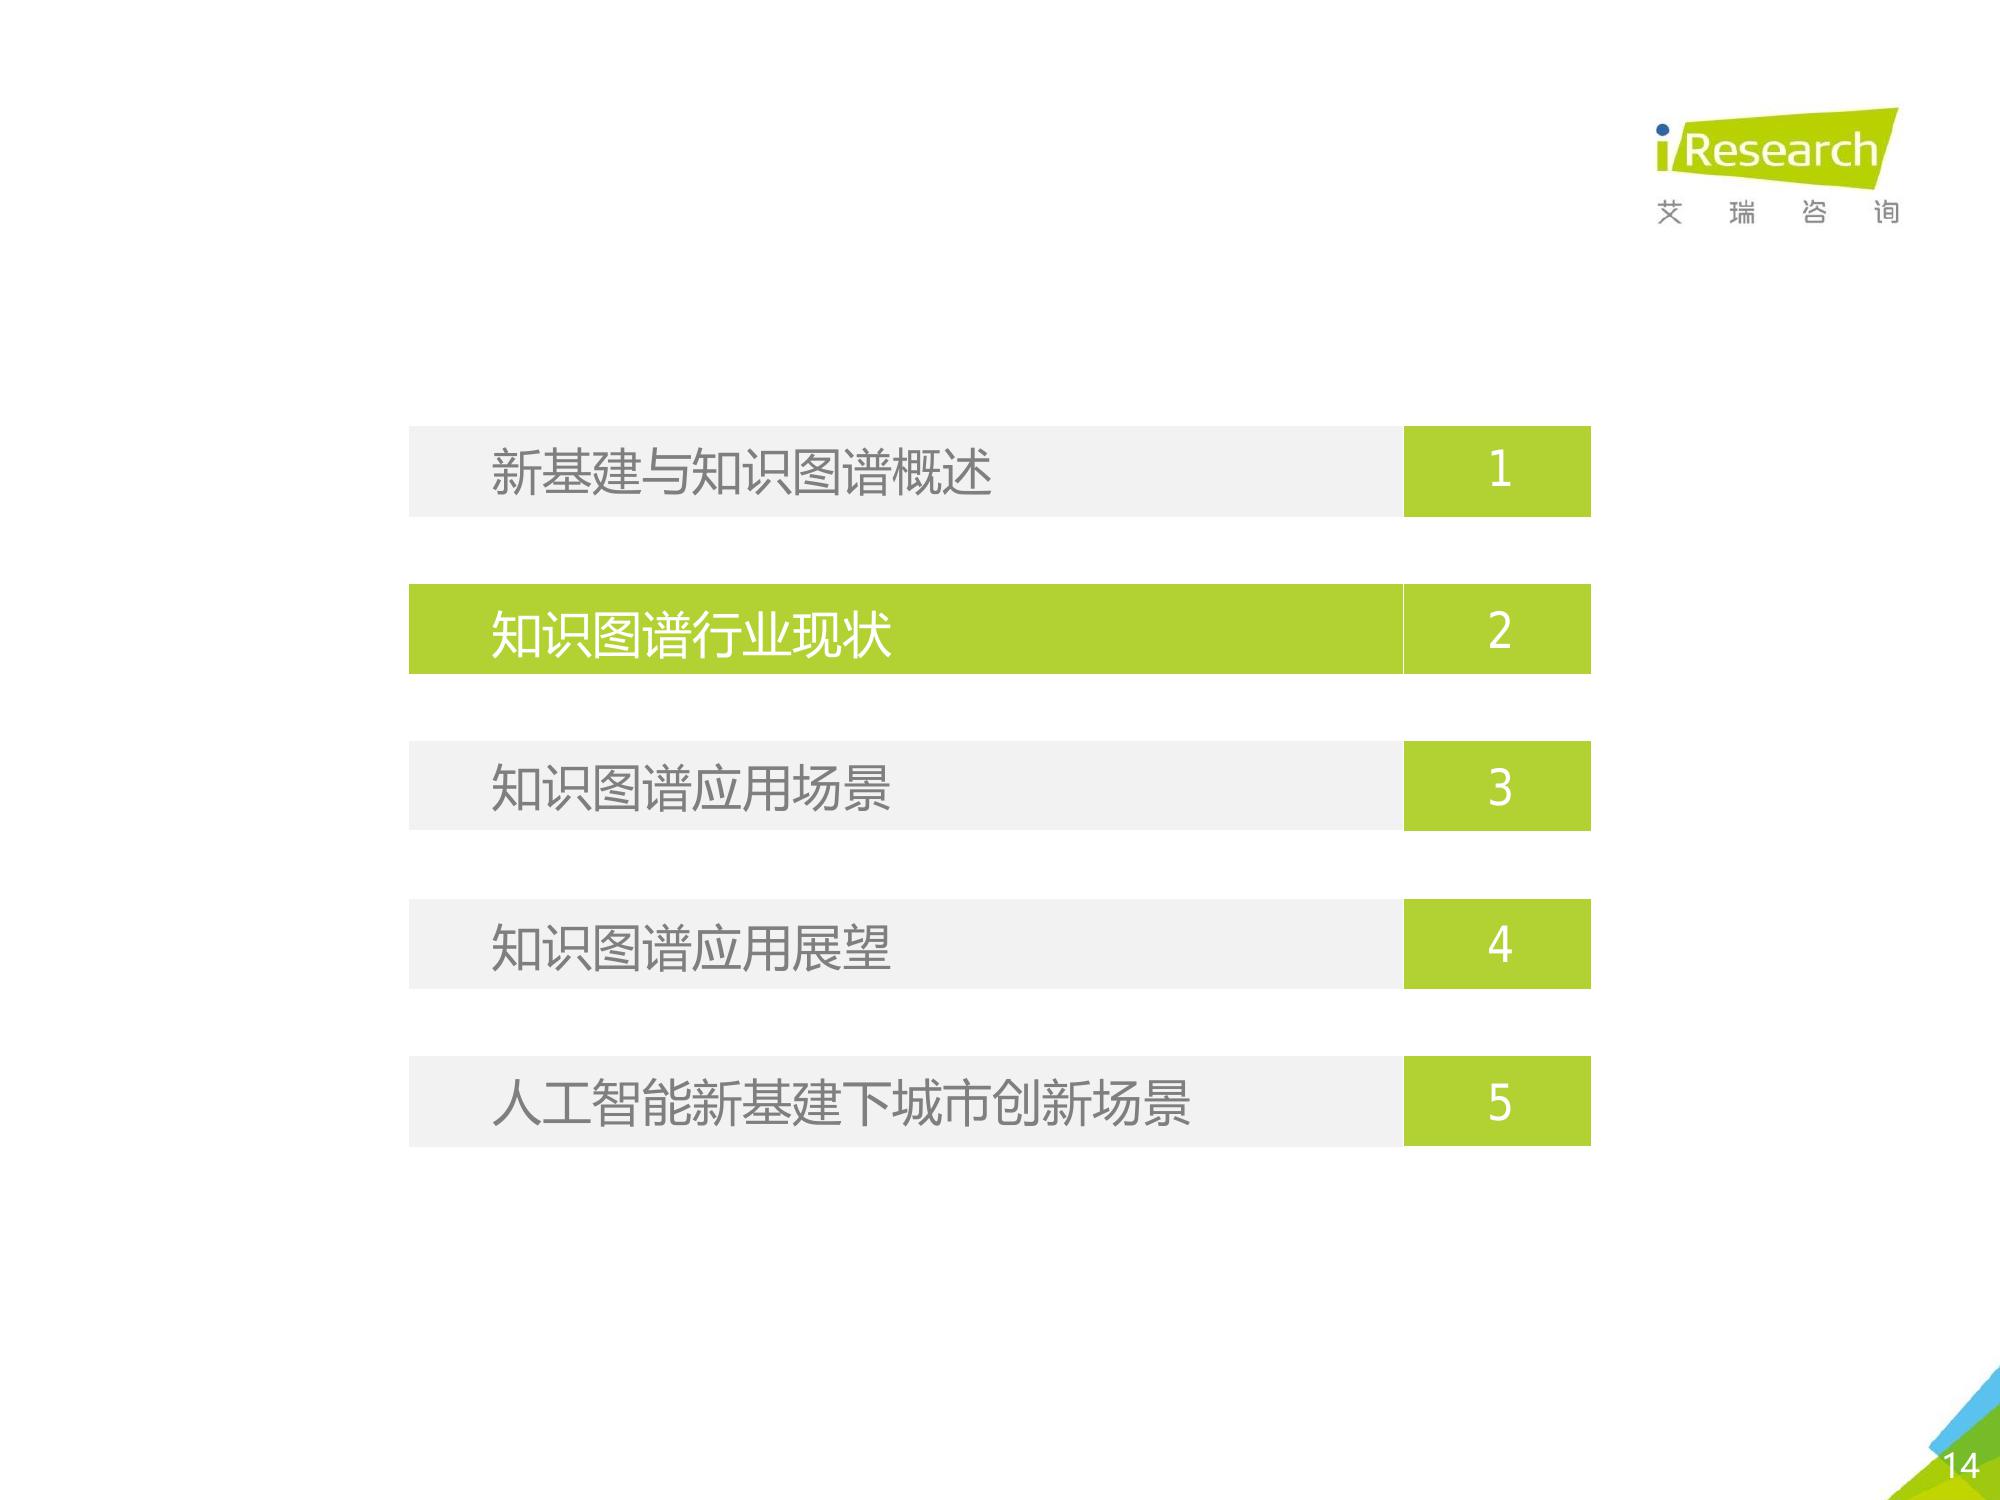 iResearch
艾瑞咨询
新基建与知识图谱概述 1
知识图谱行业现状 2
知识图谱应用场景 3
知识图谱应用展望 4
人工智能新基建下城市创新场景 5
14